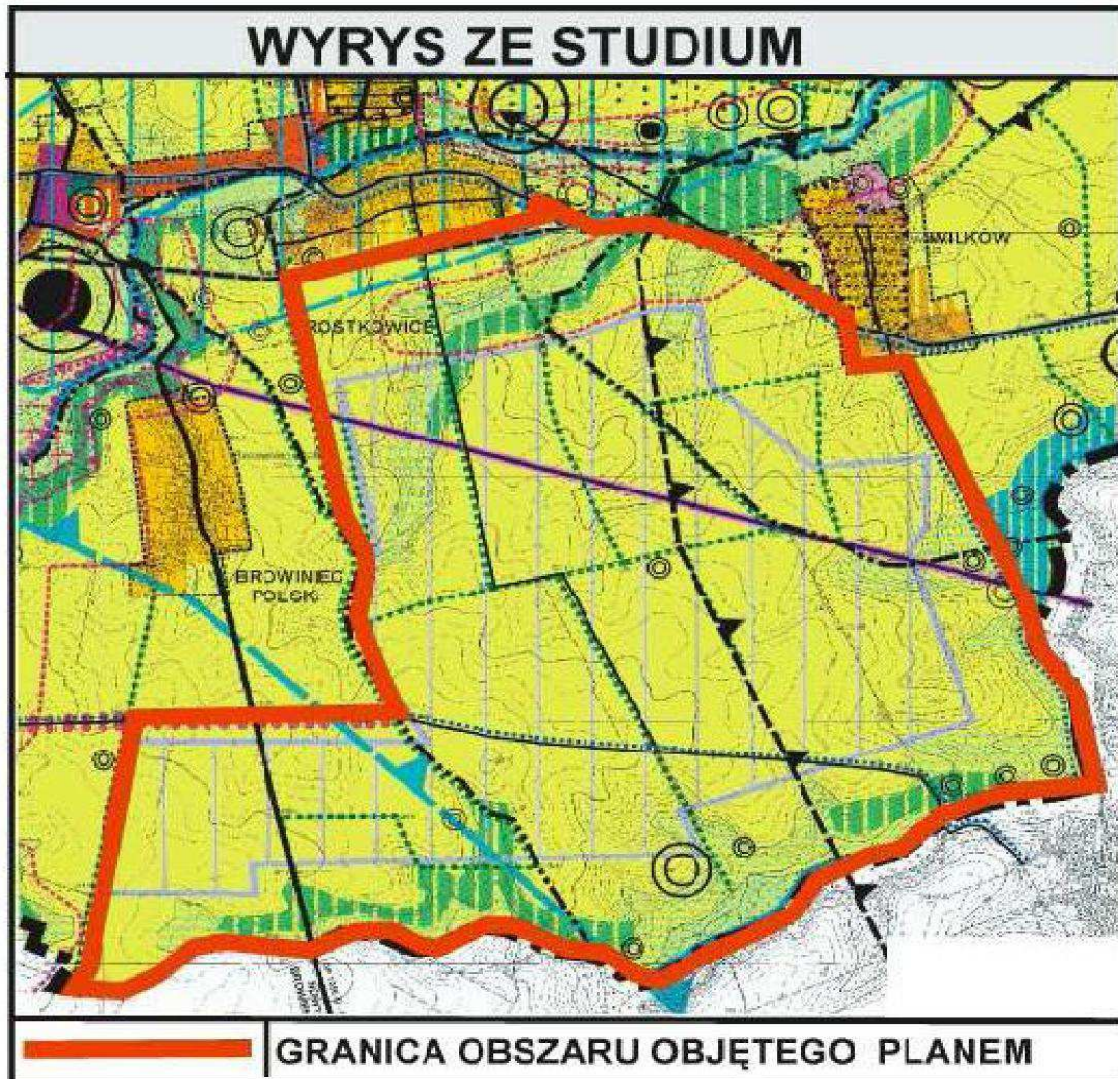 WYRYS ZE STUDIUM
WILKÓW
ROSTKOWICE
BROWINIEC
POLSKI
GRANICA OBSZARU OBJĘTEGO PLANEM